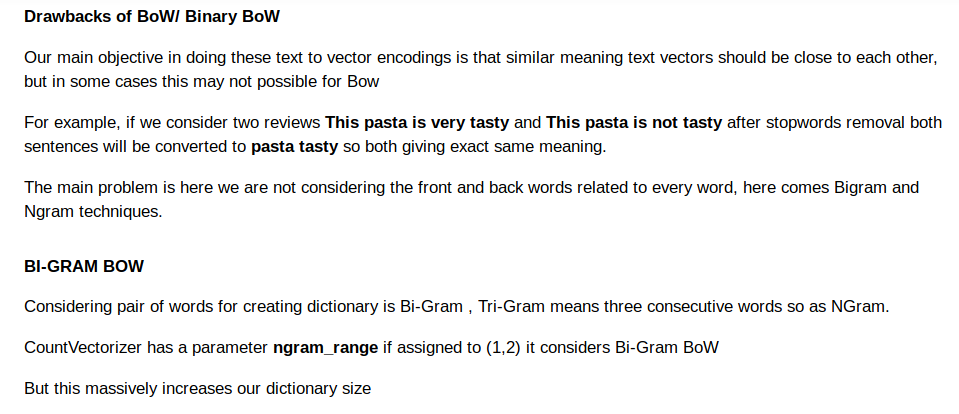 Drawbacks of BoW/ Binary BoW
Our main objective in doing these text to vector encodings is that similar meaning text vectors should be close to each other,
but in some cases this may not possible for Bow
For example, if we consider two reviews This pasta is very tasty and This pasta is not tasty after stopwords removal both
sentences will be converted to pasta tasty so both giving exact same meaning.
The main problem is here we are not considering the front and back words related to every word, here comes Bigram and
Ngram techniques.
BI-GRAM BOW
Considering pair of words for creating dictionary is Bi-Gram , Tri-Gram means three consecutive words so as NGram.
CountVectorizer has a parameter ngram_range if assigned to (1,2) it considers Bi-Gram BoW
But this massively increases our dictionary size